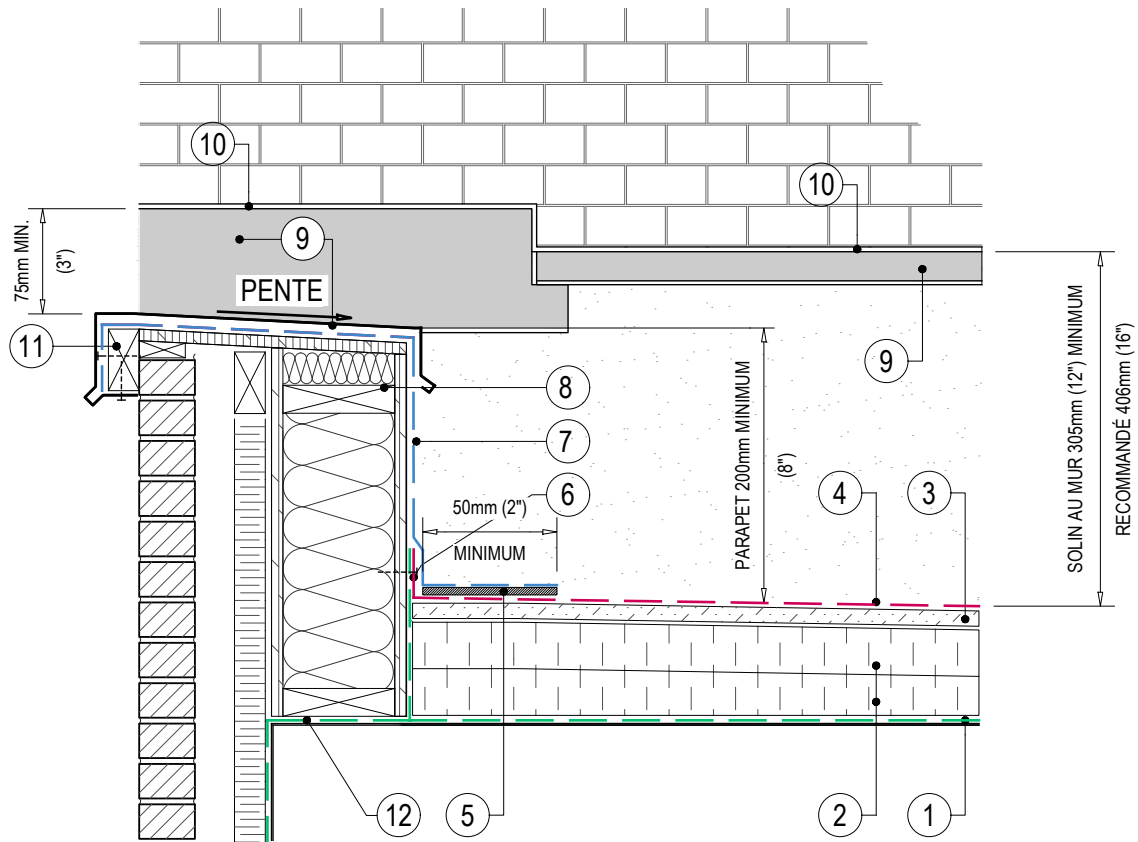 10
10
75mm MIN.
(3")
9
PENTE
11
9
8
7
6
50mm (2")
MINIMUM
PARAPET 200mm MINIMUM
(8")
4
3
SOLIN AU MUR 305mm (12") MINIMUM
RECOMMANDÉ 406mm (16")
12
5
2
1